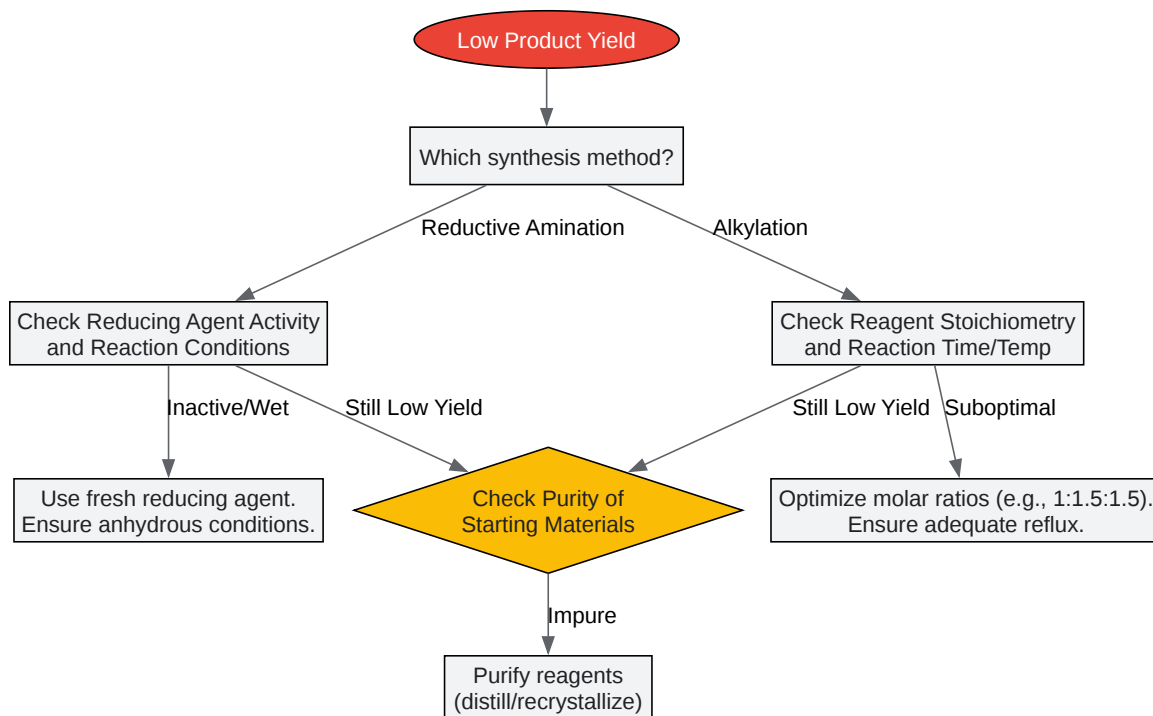 Low Product Yield
Which synthesis method?
Reductive Amination
Alkylation
Check Reducing Agent Activity
and Reaction Conditions
Check Reagent Stoichiometry
and Reaction Time/Temp
Inactive/Wet
Still Low Yield
Still Low Yield
Suboptimal
Use fresh reducing agent.
Ensure anhydrous conditions.
Check Purity of
Starting Materials
Optimize molar ratios (e.g., 1:1.5:1.5).
Ensure adequate reflux.
Impure
Purify reagents
(distill/recrystallize)